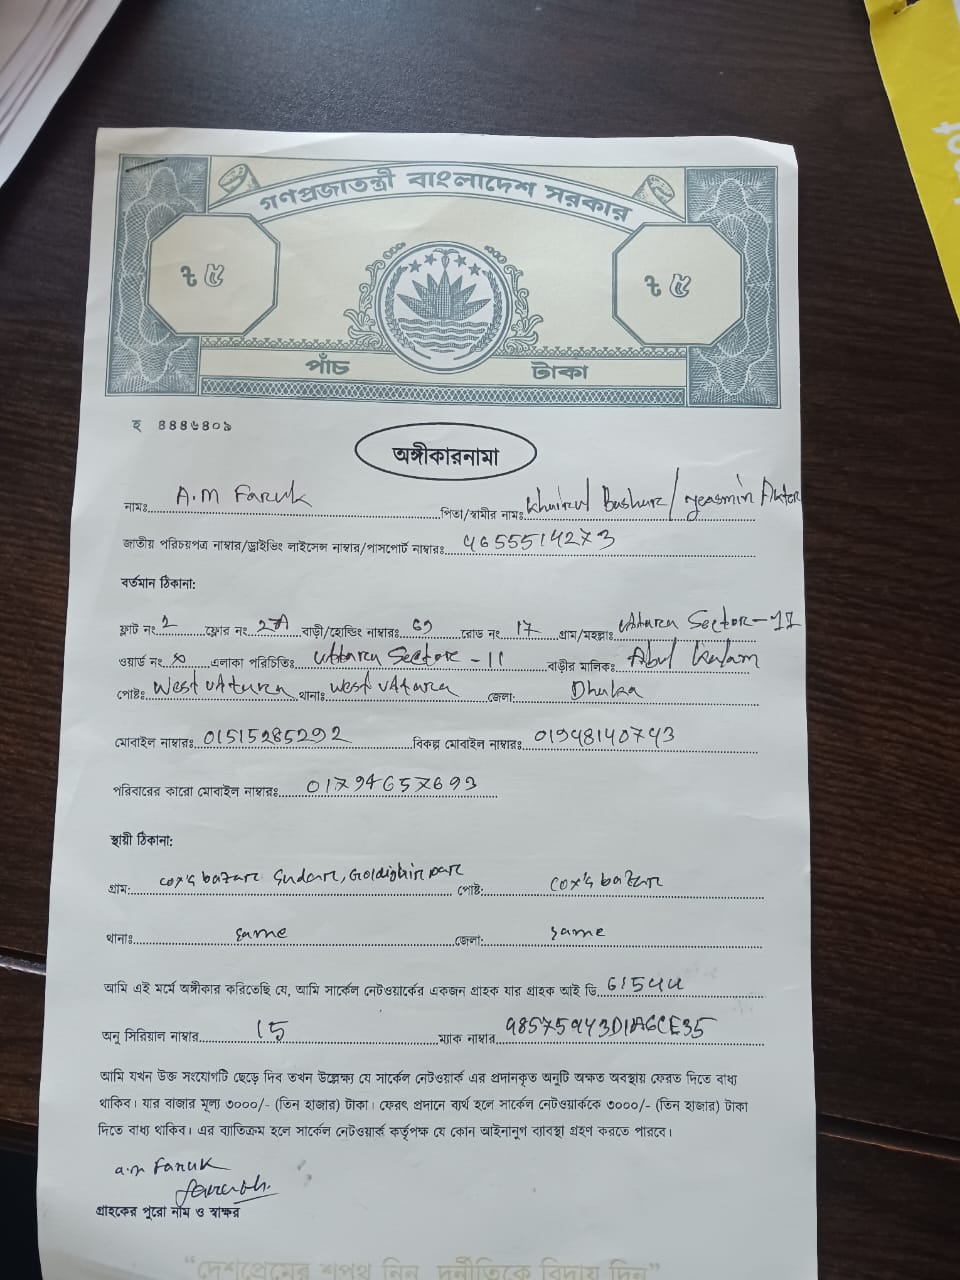 গণপ্রজাতন্ত্রী বাংলাদেশ সরকার
৳ ৫ ৳ ৫
পাঁচ টাকা
হ ৪৪৪৬৪০৯
অঙ্গীকারনামা
নামঃ A.M Faruk পিতা/স্বামীর নামঃ Khairul Bashar/Yeasmin Akter
জাতীয় পরিচয়পত্র নাম্বার/ড্রাইভিং লাইসেন্স নাম্বার/পাসপোর্ট নাম্বারঃ 4655514273
বর্তমান ঠিকানা:
ফ্লাট নং 2 ফ্লোর নং 2A বাড়ী/হোল্ডিং নাম্বারঃ 69 রোড নং 17 গ্রাম/মহল্লাঃ Uttara Sector-11
ওয়ার্ড নং এলাকা পরিচিতিঃ Uttara Sector-11 বাড়ীর মালিকঃ Abul Kalam
পোষ্টঃ West Uttara থানাঃ West Uttara জেলা: Dhaka
মোবাইল নাম্বারঃ 01515285292 বিকল্প মোবাইল নাম্বারঃ 01948140743
পরিবারের কারো মোবাইল নাম্বারঃ 01794657693
স্থায়ী ঠিকানা:
গ্রাম: cox's bazar পোষ্ট: cox's bazar
থানাঃ same জেলা: same
আমি এই মর্মে অঙ্গীকার করিতেছি যে, আমি সার্কেল নেটওয়ার্কের একজন গ্রাহক যার গ্রাহক আই ডি 61544
অনু সিরিয়াল নাম্বার 15 ম্যাক নাম্বার 98575943D1A6CE35
আমি যখন উক্ত সংযোগটি ছেড়ে দিব তখন উল্লেক্ষ্য যে সার্কেল নেটওয়ার্ক এর প্রদানকৃত অনুটি অক্ষত অবস্থায় ফেরত দিতে বাধ্য
থাকিব। যার বাজার মূল্য ৩০০০/- (তিন হাজার) টাকা। ফেরৎ প্রদানে ব্যর্থ হলে সার্কেল নেটওয়ার্ককে ৩০০০/- (তিন হাজার) টাকা
দিতে বাধ্য থাকিব। এর ব্যতিক্রম হলে সার্কেল নেটওয়ার্ক কর্তৃপক্ষ যে কোন আইনানুগ ব্যবস্থা গ্রহণ করতে পারবে।
a.m Faruk
গ্রাহকের পুরো নাম ও স্বাক্ষর
"দেশপ্রেমের শপথ নিন, দুর্নীতিকে বিদায় দিন"